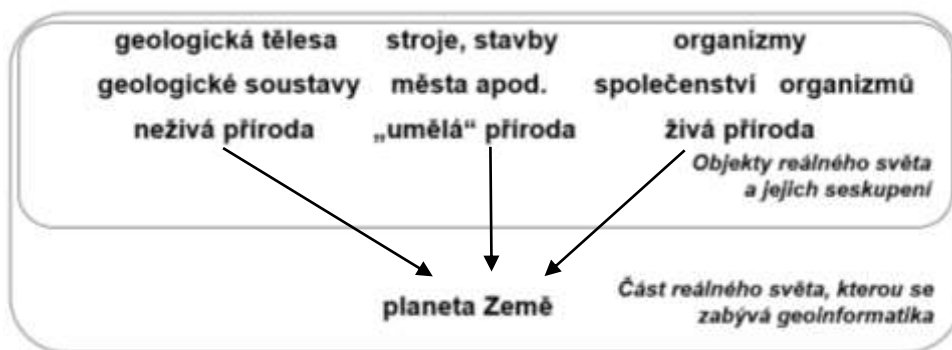 geologická tělesa stroje, stavby organizmy
geologické soustavy města apod. společenství organizmů
neživá příroda „umělá“ příroda živá příroda
Objekty reálného světa
a jejich seskupení
planeta Země
Část reálného světa, kterou se
zabývá geoinformatika